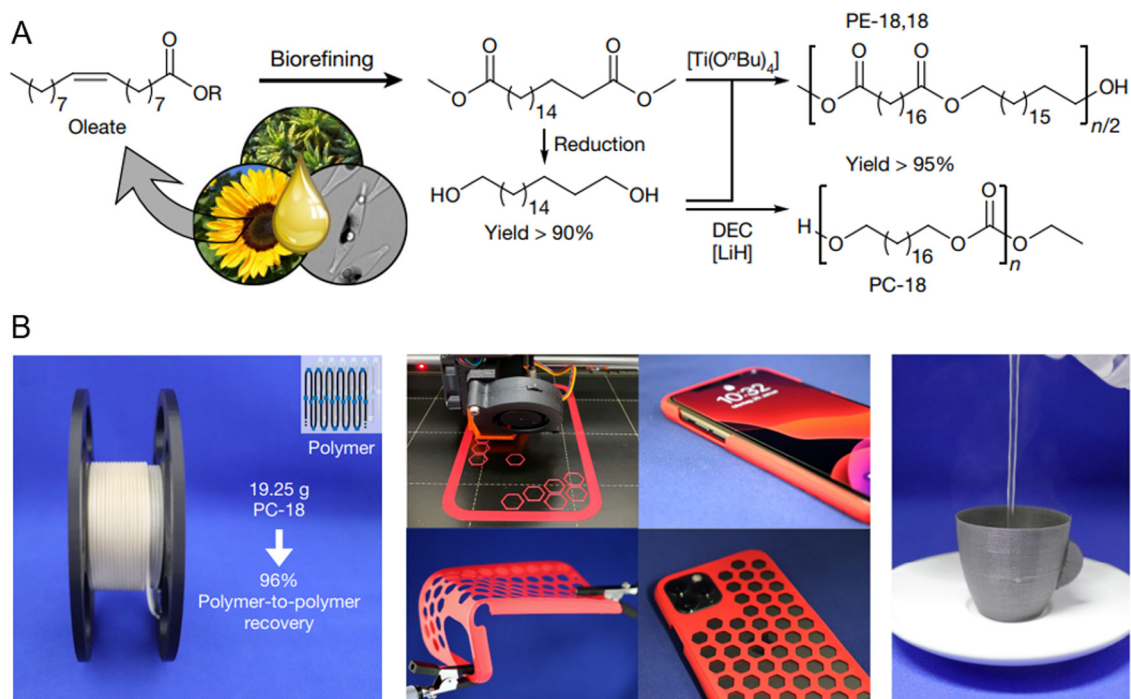 A
7
7
O
OR
Oleate
Biorefining
O
O
O
O
14
Reduction
HO
14
OH
Yield > 90%
[Ti(OⁿBu)₄]
DEC
[LiH]
PE-18,18
O
O
O
16
O
15
OH
n/2
Yield > 95%
H
O
16
O
O
O
n
PC-18
B
Polymer
19.25 g
PC-18
96%
Polymer-to-polymer
recovery
10:32